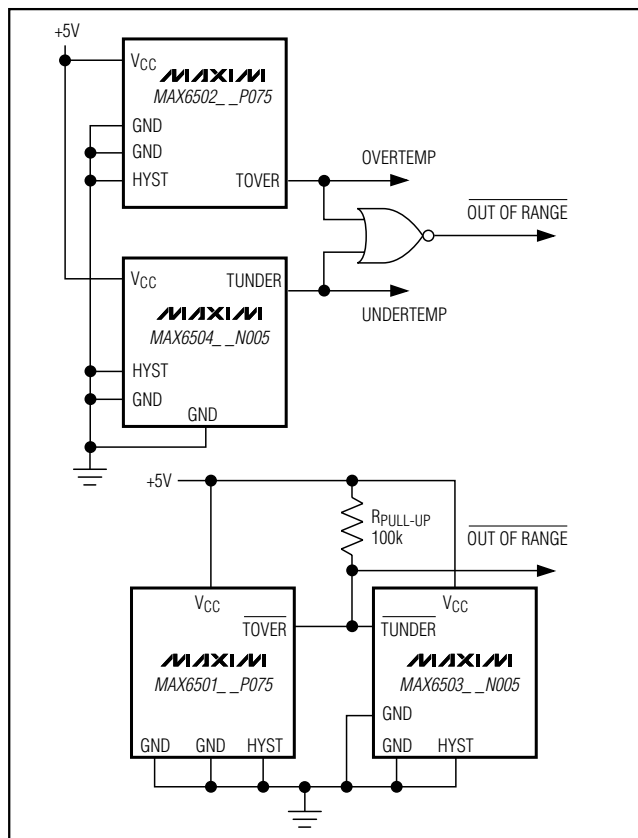 +5V
VCC
MAXIM
MAX6502_ _P075
GND
GND
HYST
TOVER
OVERTEMP
OUT OF RANGE
VCC
TUNDER
MAXIM
MAX6504_ _N005
UNDERTEMP
HYST
GND
GND
+5V
RPULL-UP
100k
OUT OF RANGE
VCC
TOVER
MAXIM
MAX6501_ _P075
GND
GND
HYST
VCC
TUNDER
MAXIM
MAX6503_ _N005
GND
GND
HYST